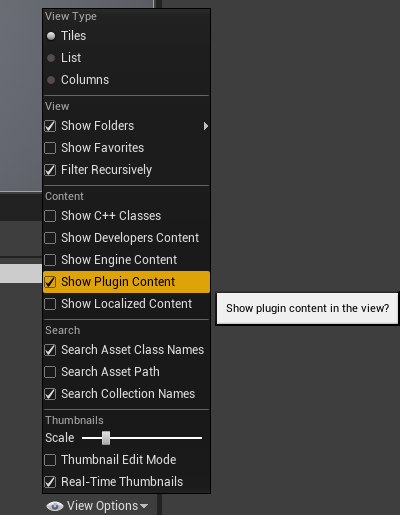 View Type
Tiles
List
Columns
View
Show Folders
Show Favorites
Filter Recursively
Content
Show C++ Classes
Show Developers Content
Show Engine Content
Show Plugin Content
Show Localized Content
Show plugin content in the view?
Search
Search Asset Class Names
Search Asset Path
Search Collection Names
Thumbnails
Scale
Thumbnail Edit Mode
Real-Time Thumbnails
View Options